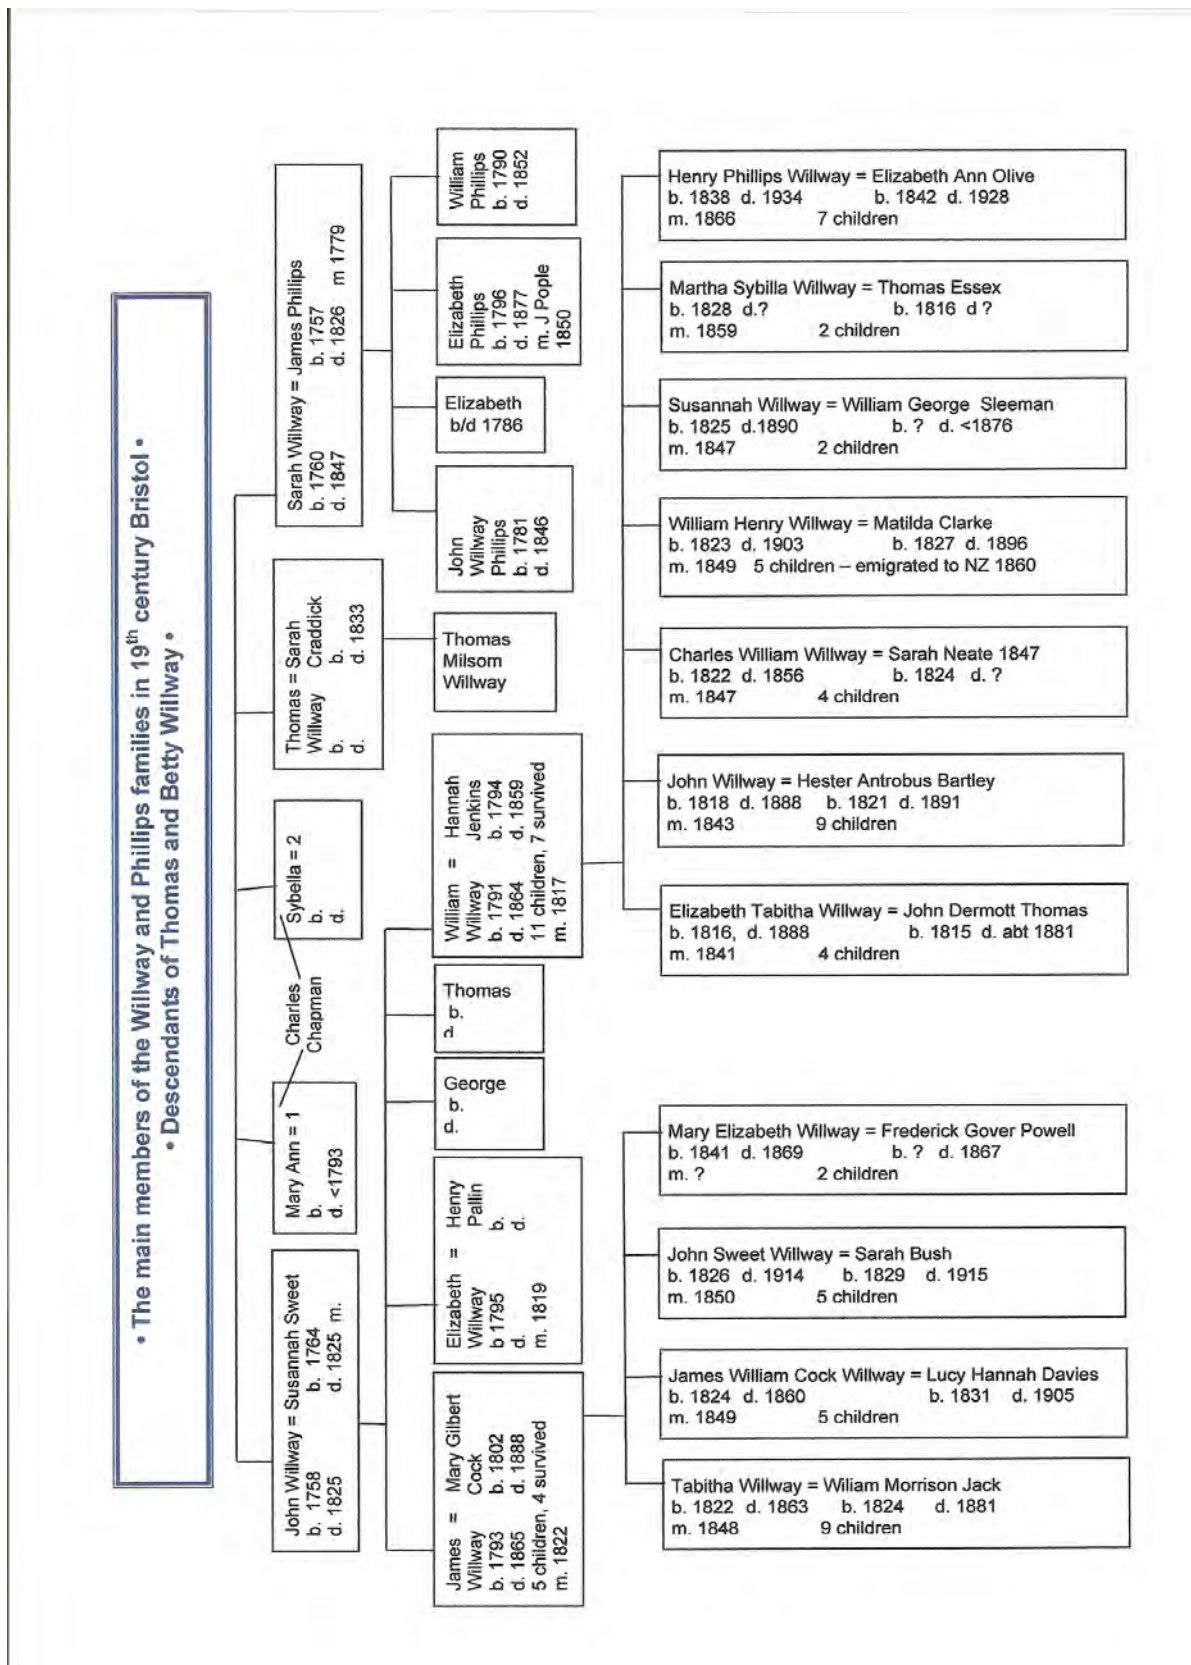 • The main members of the Willway and Phillips families in 19th century Bristol •
• Descendants of Thomas and Betty Willway •
John Willway = Susannah Sweet
b. 1758 b. 1764
d. 1825 d. 1825 m.
Mary Ann = 1
b.
d. <1793
Charles
Chapman
Sybella = 2
b.
d.
Thomas = Sarah
Willway Craddick
b. b.
d. d. 1833
Sarah Willway = James Phillips
b. 1760 b. 1757
d. 1847 d. 1826 m 1779
James = Mary Gilbert
Willway Cock
b. 1793 b. 1802
d. 1865 d. 1888
5 children, 4 survived
m. 1822
Elizabeth = Henry
Willway Pallin
b 1795 b.
d. d.
m. 1819
George
b.
d.
Thomas
b.
d
William = Hannah
Willway Jenkins
b. 1791 b. 1794
d. 1864 d. 1859
11 children, 7 survived
m. 1817
Thomas
Milsom
Willway
John
Willway
Phillips
b. 1781
d. 1846
Elizabeth
b/d 1786
Elizabeth
Phillips
b. 1796
d. 1877
m. J Pople
1850
William
Phillips
b. 1790
d. 1852
Henry Phillips Willway = Elizabeth Ann Olive
b. 1838 d. 1934 b. 1842 d. 1928
m. 1866 7 children
Martha Sybilla Willway = Thomas Essex
b. 1828 d.? b. 1816 d ?
m. 1859 2 children
Susannah Willway = William George Sleeman
b. 1825 d.1890 b. ? d. <1876
m. 1847 2 children
William Henry Willway = Matilda Clarke
b. 1823 d. 1903 b. 1827 d. 1896
m. 1849 5 children – emigrated to NZ 1860
Charles William Willway = Sarah Neate 1847
b. 1822 d. 1856 b. 1824 d. ?
m. 1847 4 children
John Willway = Hester Antrobus Bartley
b. 1818 d. 1888 b. 1821 d. 1891
m. 1843 9 children
Elizabeth Tabitha Willway = John Dermott Thomas
b. 1816, d. 1888 b. 1815 d. abt 1881
m. 1841 4 children
Mary Elizabeth Willway = Frederick Gover Powell
b. 1841 d. 1869 b. ? d. 1867
m. ? 2 children
John Sweet Willway = Sarah Bush
b. 1826 d. 1914 b. 1829 d. 1915
m. 1850 5 children
James William Cock Willway = Lucy Hannah Davies
b. 1824 d. 1860 b. 1831 d. 1905
m. 1849 5 children
Tabitha Willway = Wiliam Morrison Jack
b. 1822 d. 1863 b. 1824 d. 1881
m. 1848 9 children